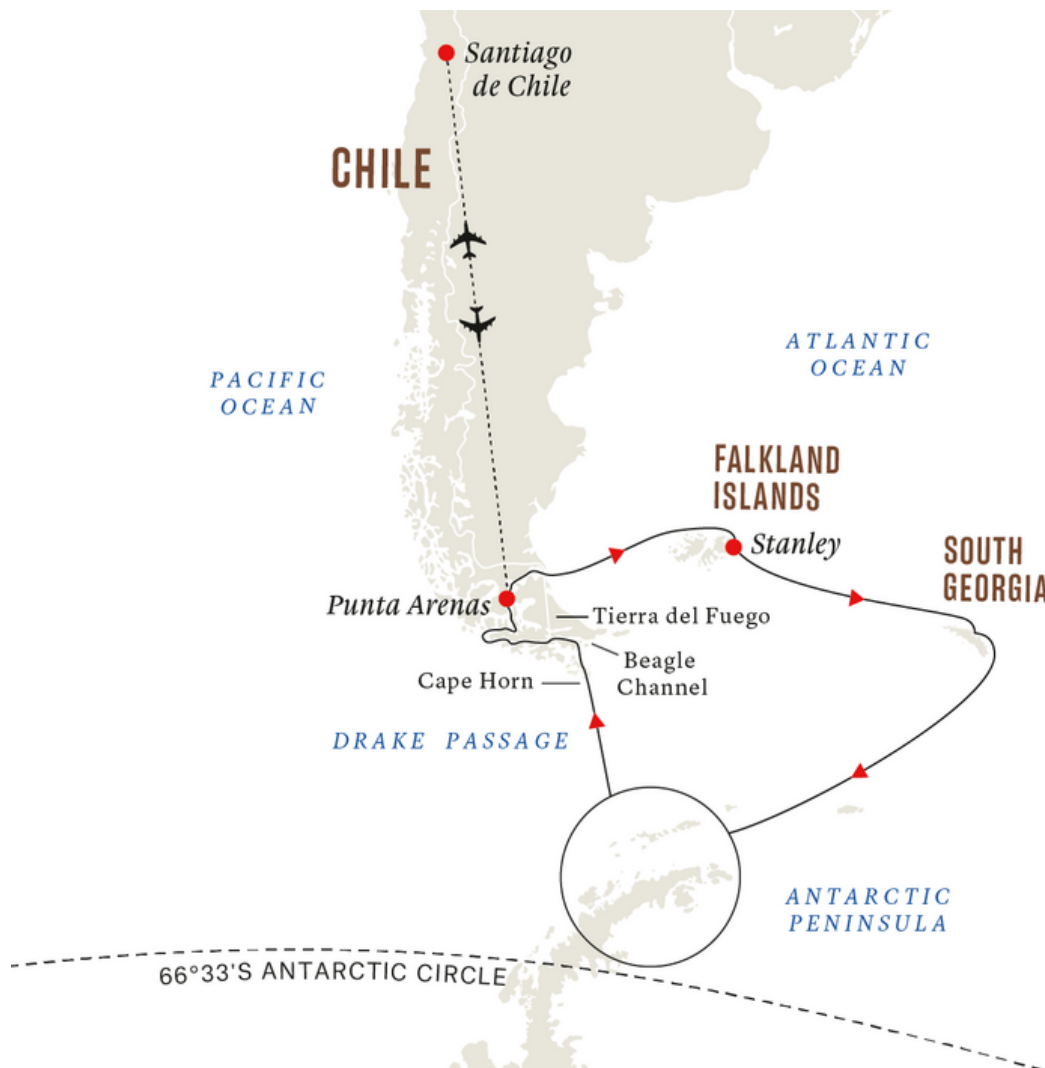 Santiago
de Chile
CHILE
PACIFIC
OCEAN
ATLANTIC
OCEAN
FALKLAND
ISLANDS
Stanley
SOUTH
GEORGIA
Punta Arenas
Tierra del Fuego
Beagle
Channel
Cape Horn
DRAKE PASSAGE
ANTARCTIC
PENINSULA
66°33'S ANTARCTIC CIRCLE